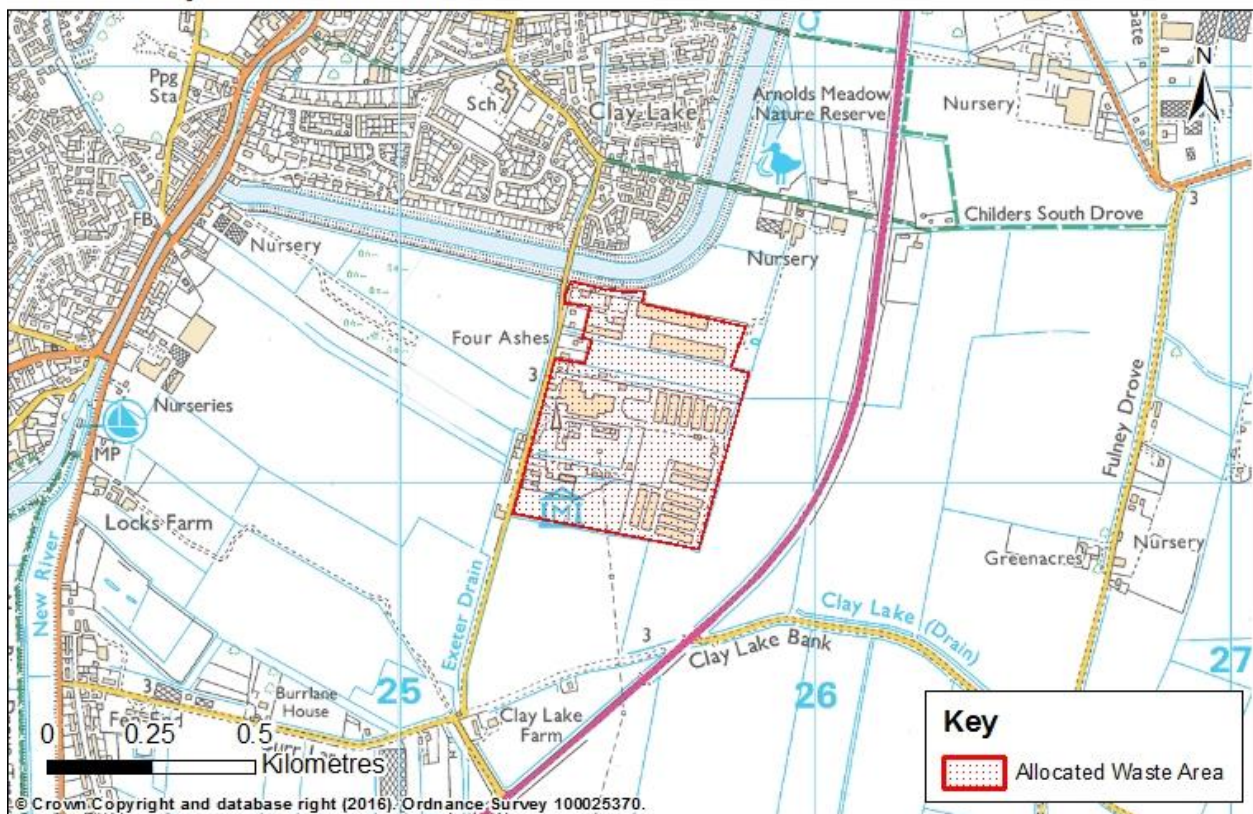 Ppg
Sta
Sch
Clay Lake
Arnolds Meadow
Nature Reserve
Nursery
Gate
N
FB
Nursery
Nursery
Childers South Drove
3
Four Ashes
3
Nurseries
MP
Locks Farm
New River
Exeter Drain
Fulney Drove
Greenacres
Nursery
Clay Lake (Drain)
3
Clay Lake Bank
3
25
26
27
Burrlane
House
Clay Lake
Farm
0 0.25 0.5
Kilometres
Key
Allocated Waste Area
© Crown Copyright and database right (2016). Ordnance Survey 100025370.